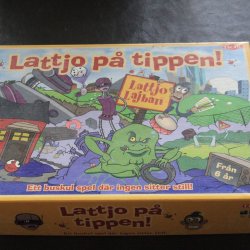 Lattjo på tippen!
Lattjo
Lajban
Från
6 år
Ett buskul spel där ingen sitter still!
Lattjo på
tippen!